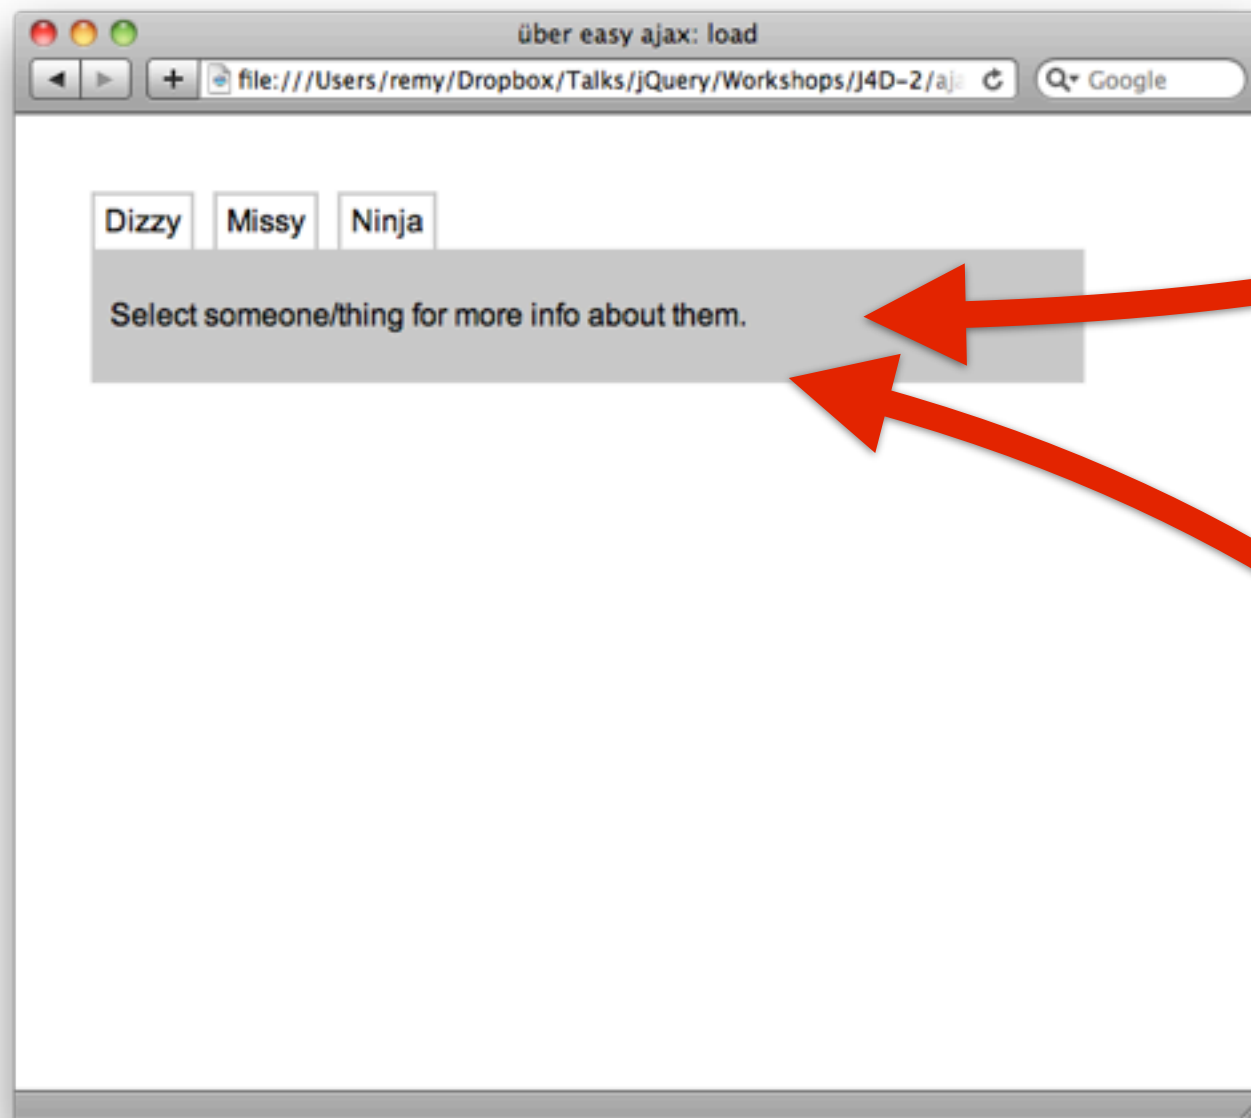 über easy ajax: load
file:///Users/remy/Dropbox/Talks/jQuery/Workshops/J4D-2/aja
Google
Dizzy Missy Ninja
Select someone/thing for more info about them.